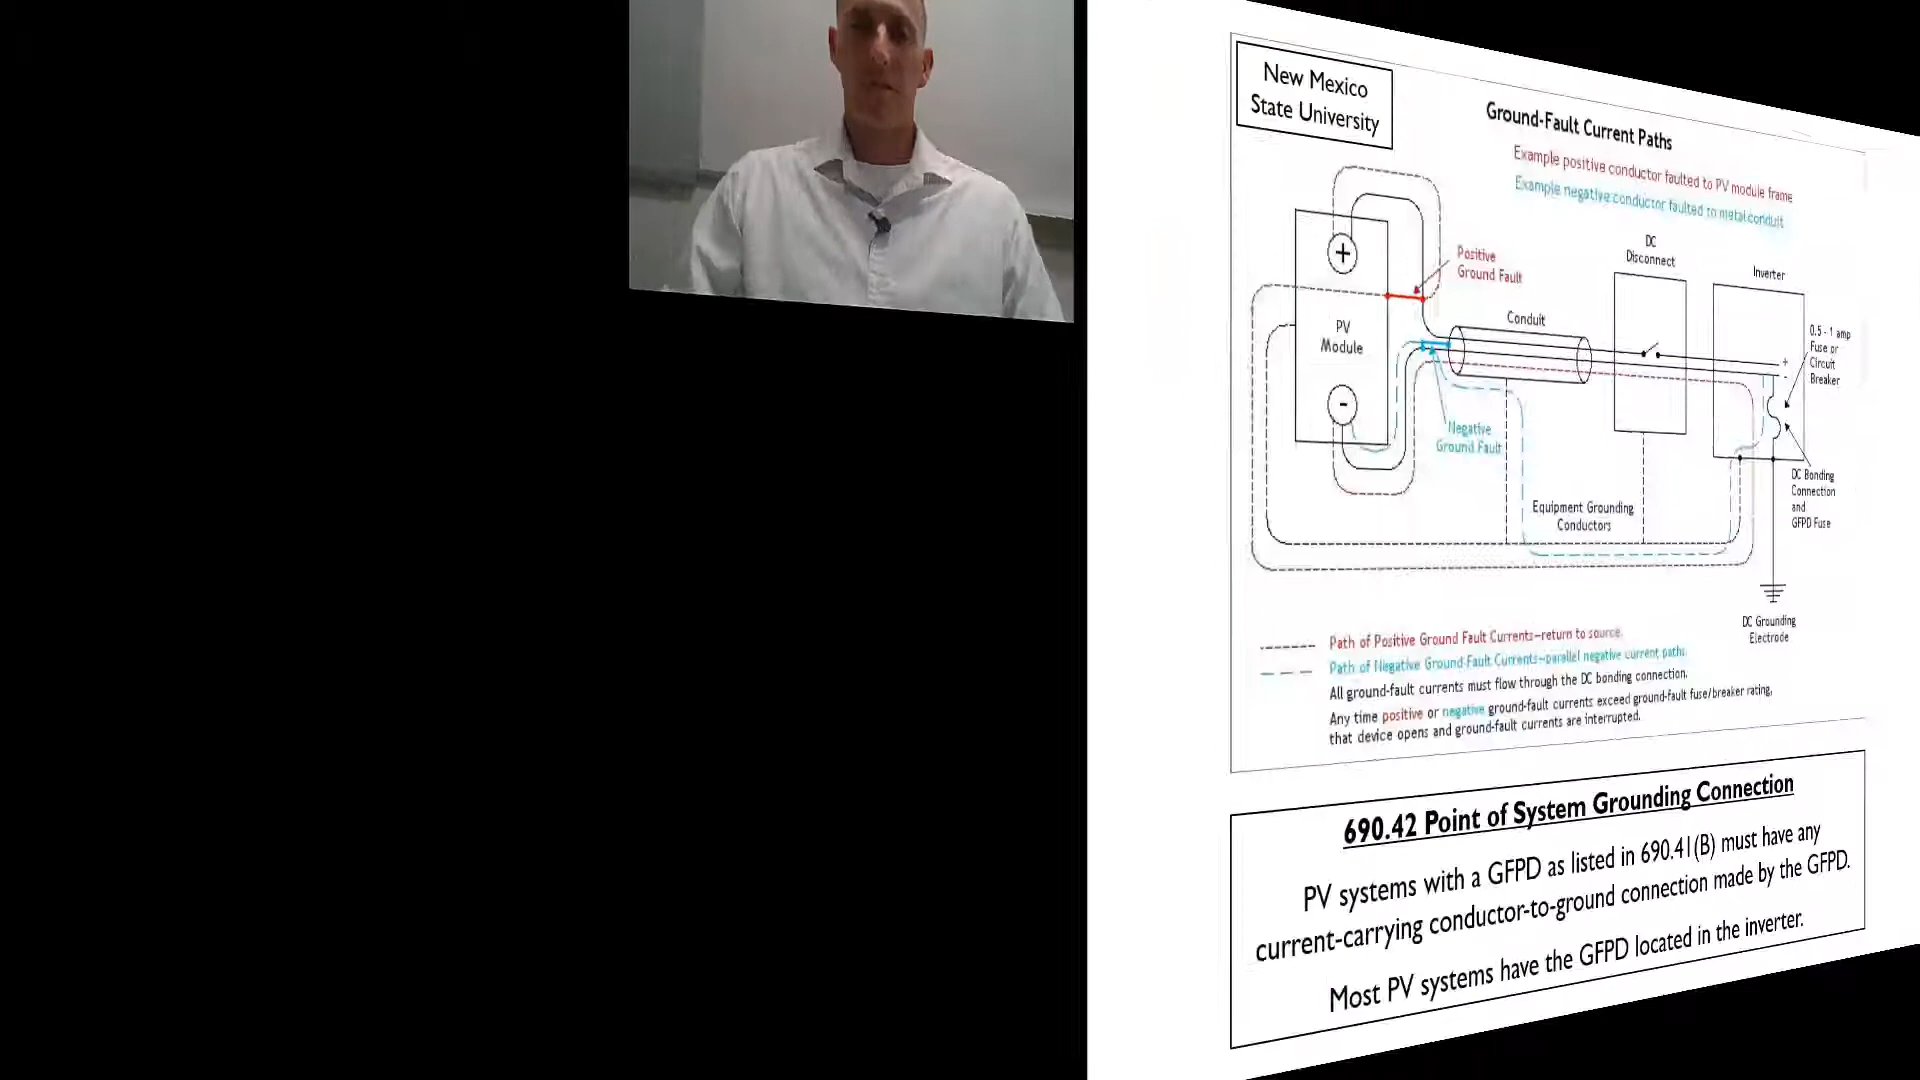 New Mexico
State University
Ground-Fault Current Paths
Example positive conductor faulted to PV module frame
Example negative conductor faulted to metal conduit
DC
Disconnect
Inverter
+
Positive
Ground Fault
PV
Module
Conduit
0.5 - 1 amp
Fuse or
Circuit
Breaker
+
-
-
Negative
Ground Fault
DC Bonding
Connection
and
GFPD Fuse
Equipment Grounding
Conductors
DC Grounding
Electrode
Path of Positive Ground Fault Currents–return to source.
Path of Negative Ground Fault Currents–parallel negative current paths.
All ground-fault currents must flow through the DC bonding connection.
Any time positive or negative ground-fault currents exceed ground-fault fuse/breaker rating,
that device opens and ground-fault currents are interrupted.
690.42 Point of System Grounding Connection
PV systems with a GFPD as listed in 690.41(B) must have any
current-carrying conductor-to-ground connection made by the GFPD.
Most PV systems have the GFPD located in the inverter.